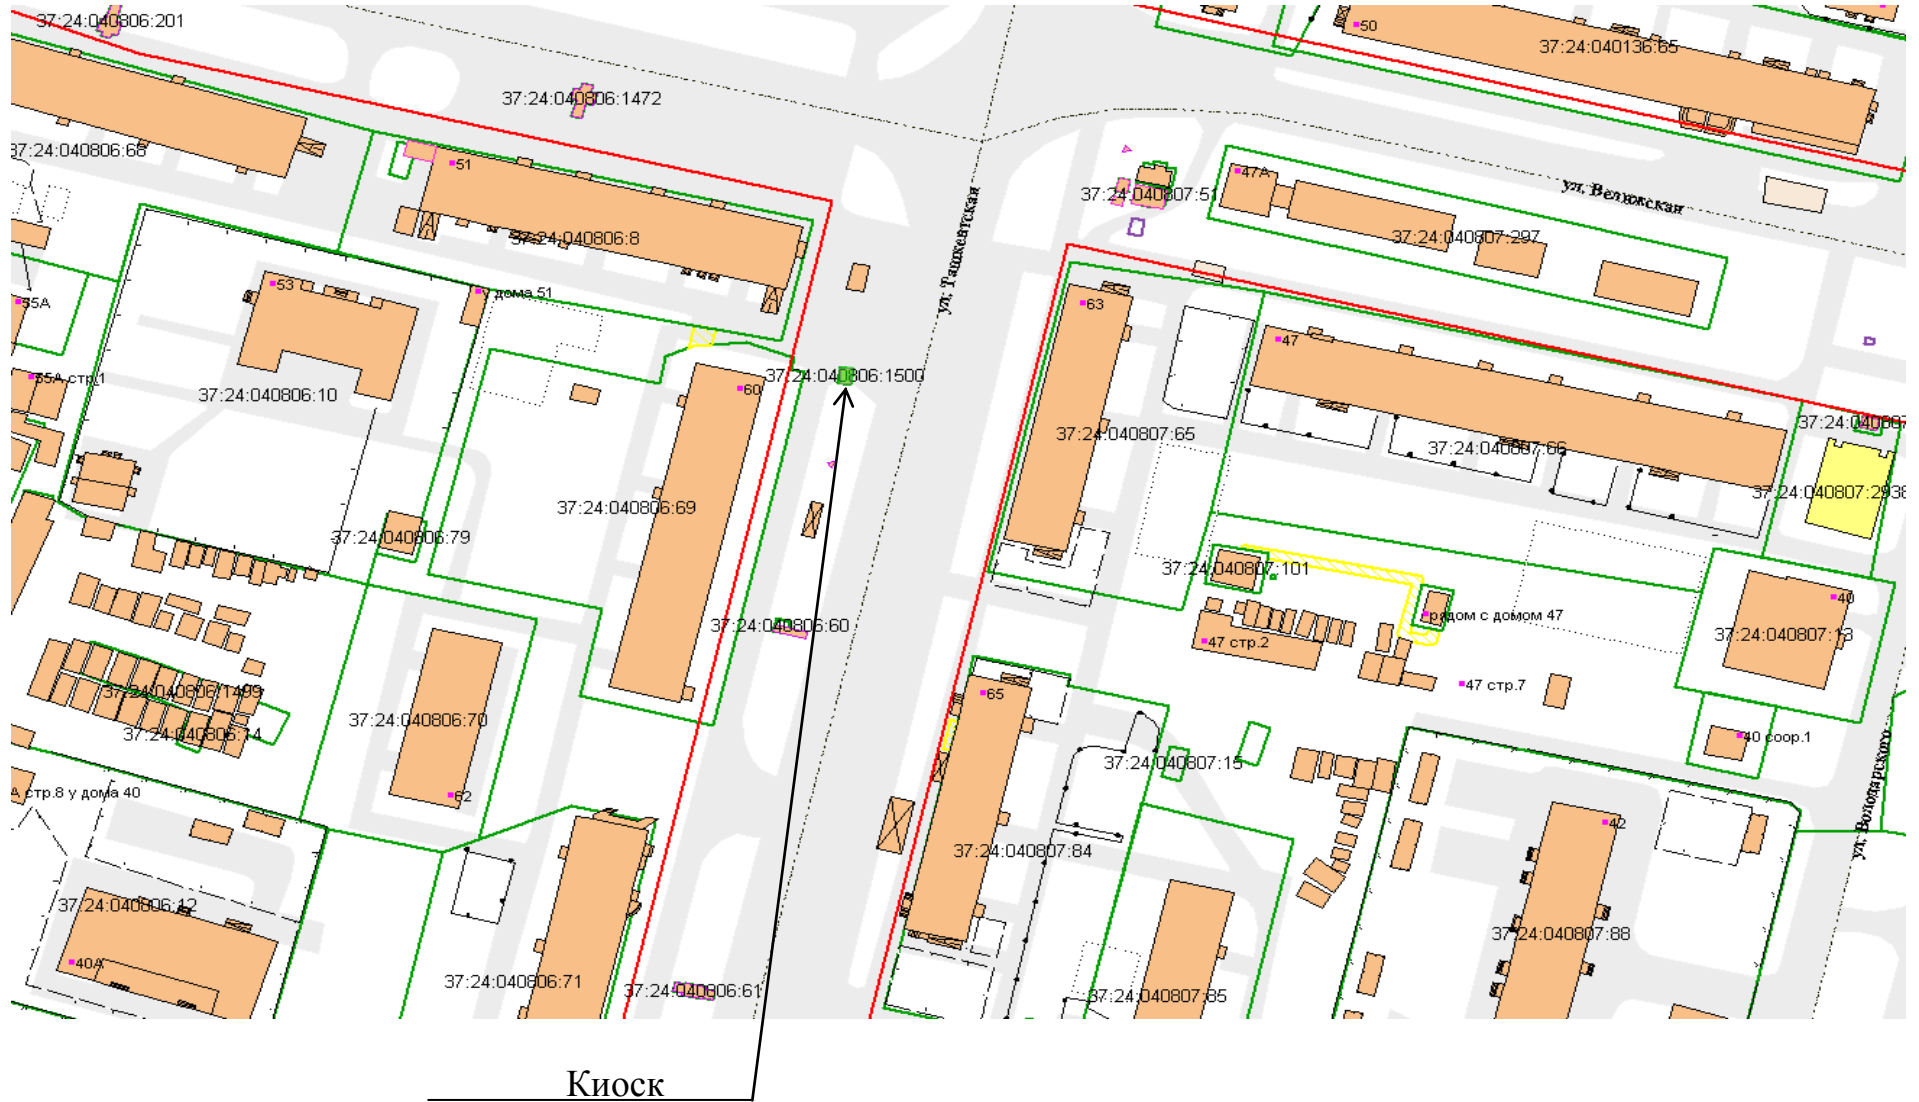 37:24:040806:201
50
37:24:040136:65
37:24:040806:1472
37:24:040806:68
51
47А
37:24:040807:51
ул. Велижская
ул. Ташкентская
37:24:040806:8
37:24:040807:297
53
у дома 51
55А
63
47
55А стр.1
37:24:040806:10
60
37:24:040806:1500
37:24:040807:65
37:24:040807:66
37:24:040807:2938
37:24:040806:69
37:24:040806:79
37:24:040807:101
40
рядом с домом 47
37:24:040806:60
47 стр.2
37:24:040807:13
47 стр.7
65
37:24:040806:1499
37:24:040806:70
37:24:040806:14
40 соор.1
37:24:040807:15
ул. Володарского
А стр.8 у дома 40
62
42
37:24:040807:84
37:24:040806:12
37:24:040807:88
40А
37:24:040806:71
37:24:040806:61
37:24:040807:85
Киоск